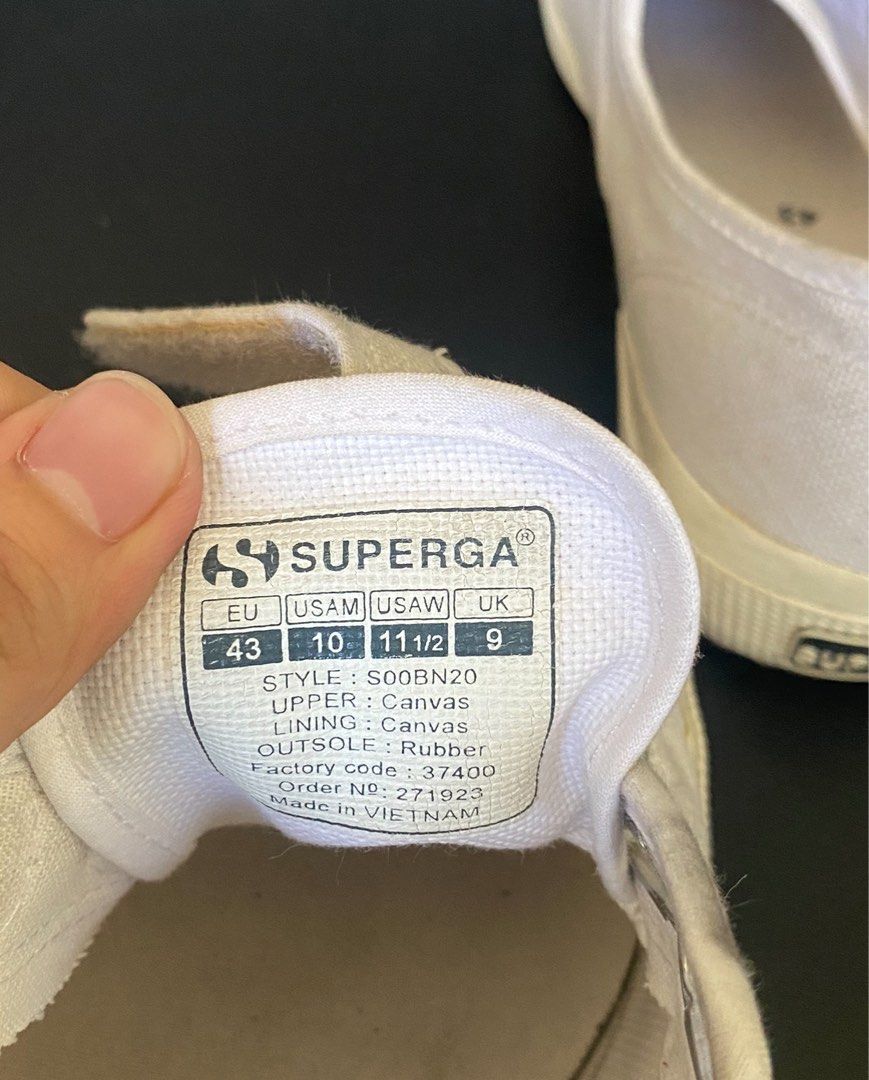 43
SUPERGA®
EU USAM USAW UK
43 10 11 1/2 9
STYLE : S00BN20
UPPER : Canvas
LINING : Canvas
OUTSOLE : Rubber
Factory code : 37400
Order Nº: 271923
Made in VIETNAM